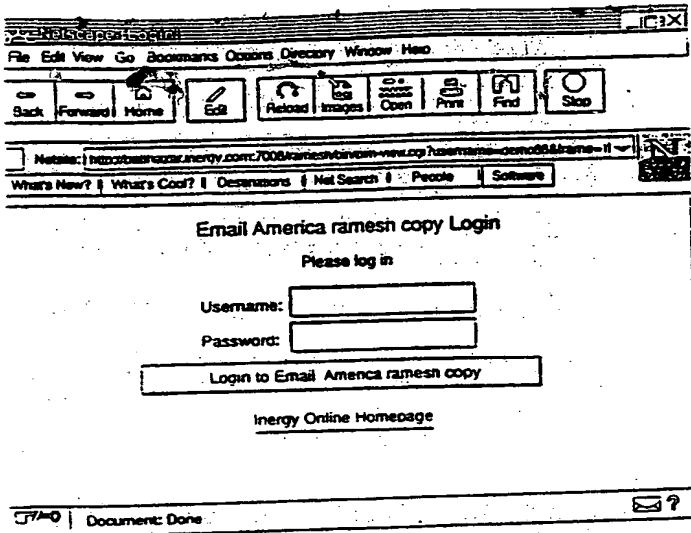 File Edit View Go Bookmarks Options Directory Window Help
Back Forward Home Edit Reload Images Open Print Find Stop
Netsite:
What's New? What's Cool? Destinations Net Search People Software
Email America ramesh copy Login
Please log in
Username:
Password:
Login to Email America ramesh copy
Inergy Online Homepage
Document: Done